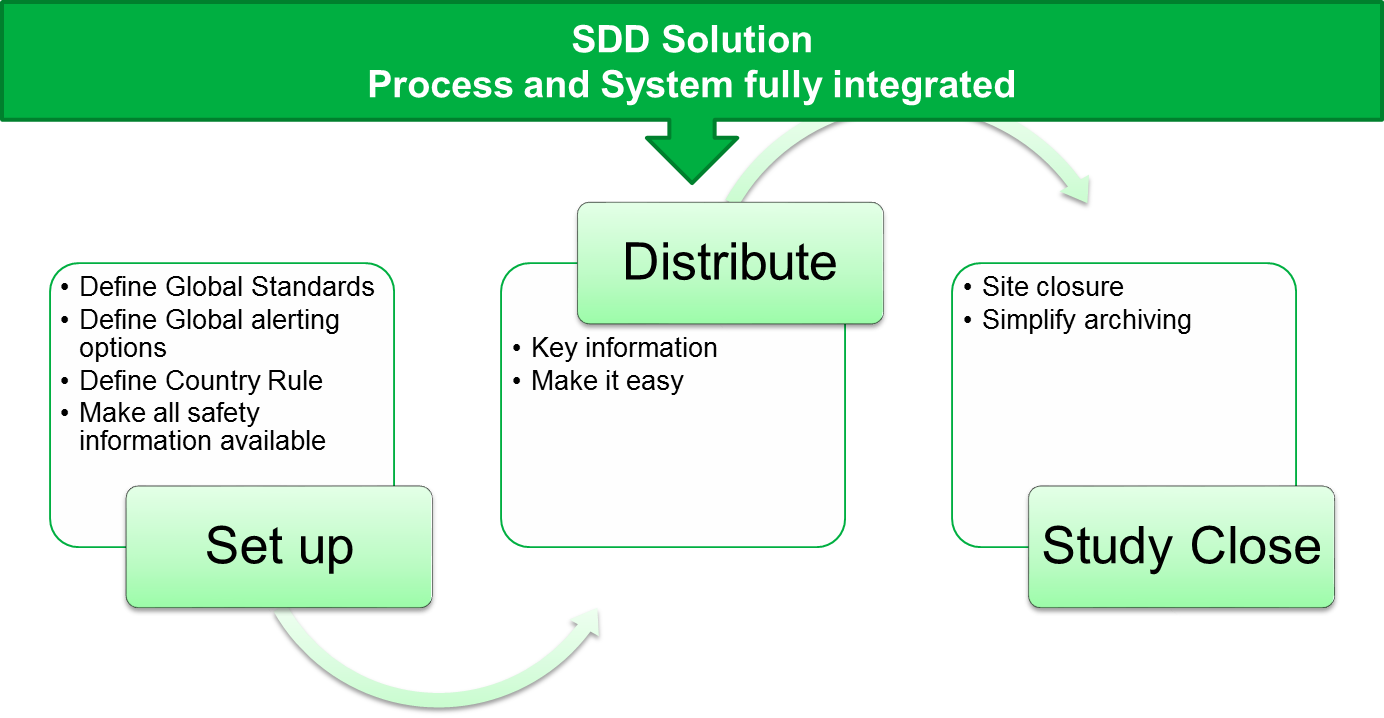 SDD Solution
Process and System fully integrated
• Define Global Standards
• Define Global alerting
options
• Define Country Rule
• Make all safety
information available
Set up
Distribute
• Key information
• Make it easy
• Site closure
• Simplify archiving
Study Close